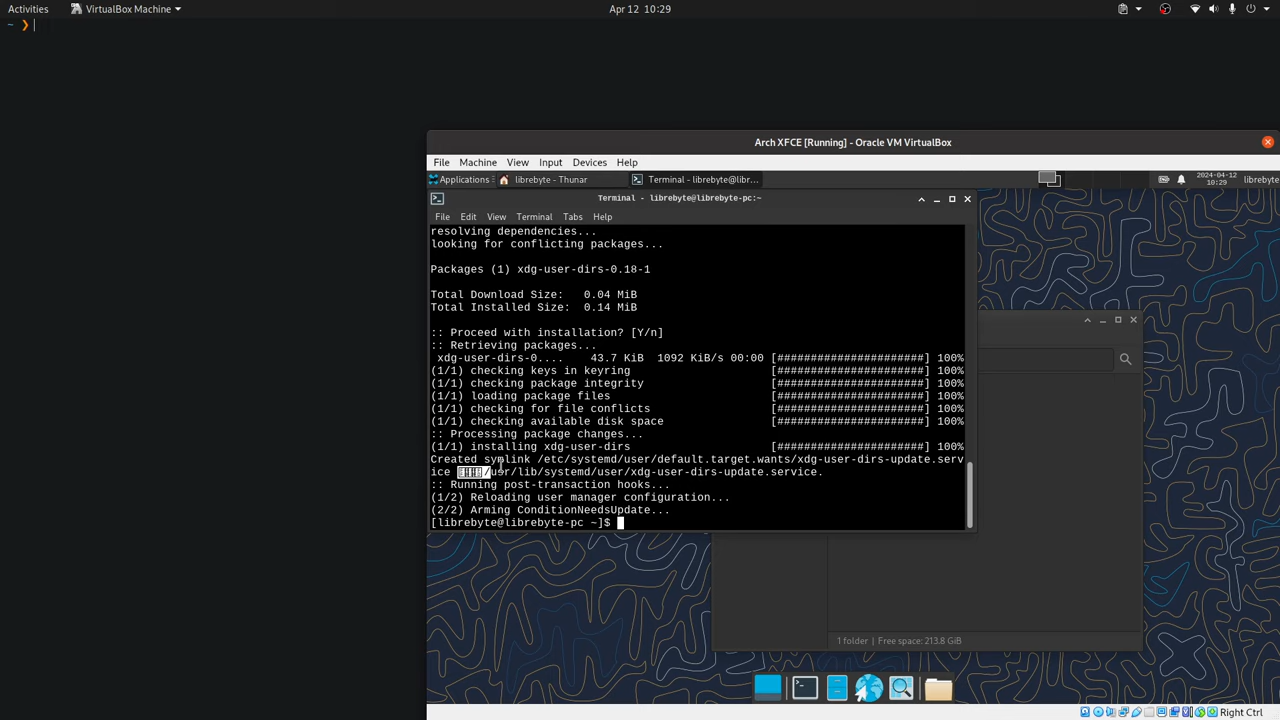 Activities VirtualBox Machine Apr 12 10:29
~ ❯
Arch XFCE [Running] - Oracle VM VirtualBox
File Machine View Input Devices Help
Applications librebyte - Thunar Terminal - librebyte@libr... 2024-04-12 librebyte
10:29
Terminal - librebyte@librebyte-pc:~
File Edit View Terminal Tabs Help
resolving dependencies...
looking for conflicting packages...
Packages (1) xdg-user-dirs-0.18-1
Total Download Size:   0.04 MiB
Total Installed Size:  0.14 MiB
:: Proceed with installation? [Y/n]
:: Retrieving packages...
xdg-user-dirs-0.... 43.7 KiB 1092 KiB/s 00:00 [######################] 100%
(1/1) checking keys in keyring [######################] 100%
(1/1) checking package integrity [######################] 100%
(1/1) loading package files [######################] 100%
(1/1) checking for file conflicts [######################] 100%
(1/1) checking available disk space [######################] 100%
:: Processing package changes...
(1/1) installing xdg-user-dirs [######################] 100%
Created symlink /etc/systemd/user/default.target.wants/xdg-user-dirs-update.serv
ice /usr/lib/systemd/user/xdg-user-dirs-update.service.
:: Running post-transaction hooks...
(1/2) Reloading user manager configuration...
(2/2) Arming ConditionNeedsUpdate...
[librebyte@librebyte-pc ~]$
1 folder | Free space: 213.8 GiB
Right Ctrl